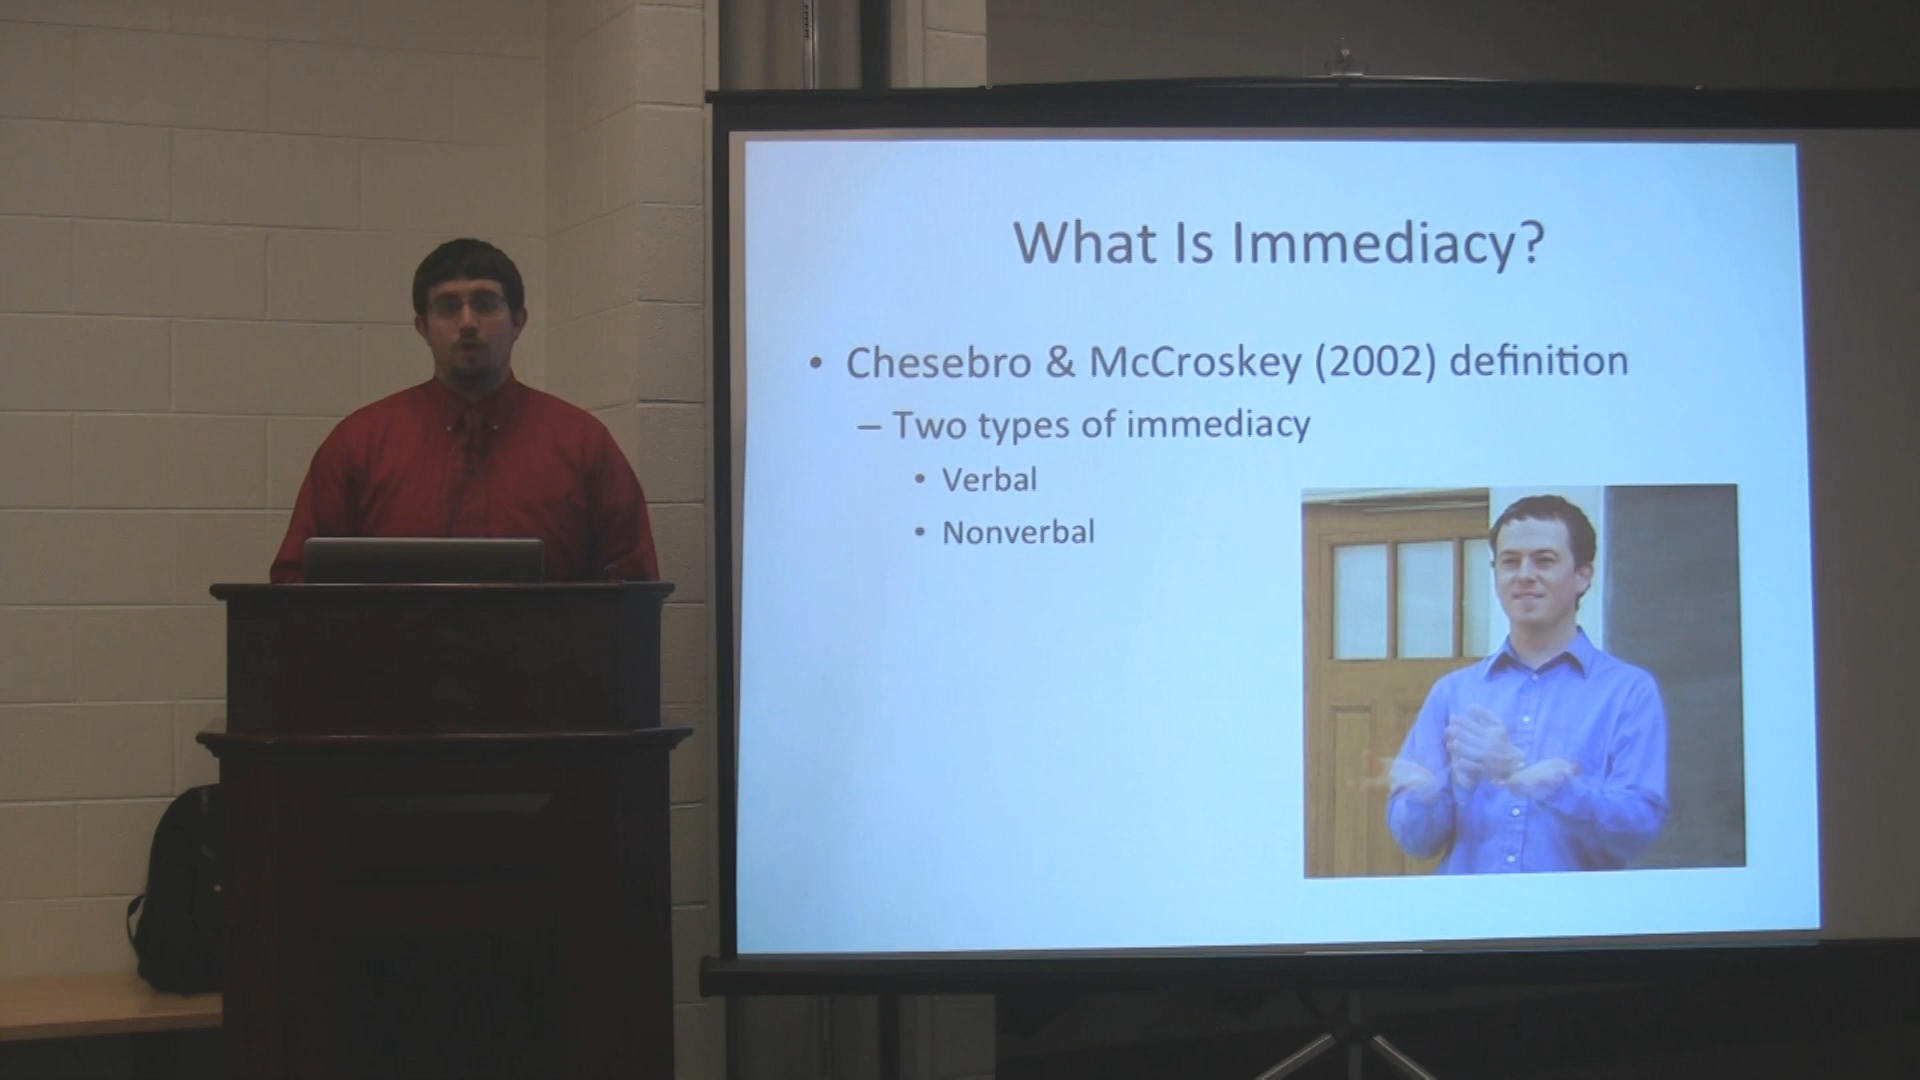 What Is Immediacy?
• Chesebro & McCroskey (2002) definition
– Two types of immediacy
• Verbal
• Nonverbal